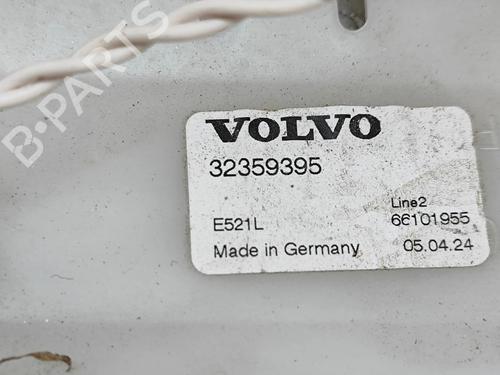 B-PARTS
VOLVO
32359395
Line2
E521L 66101955
Made in Germany 05.04.24